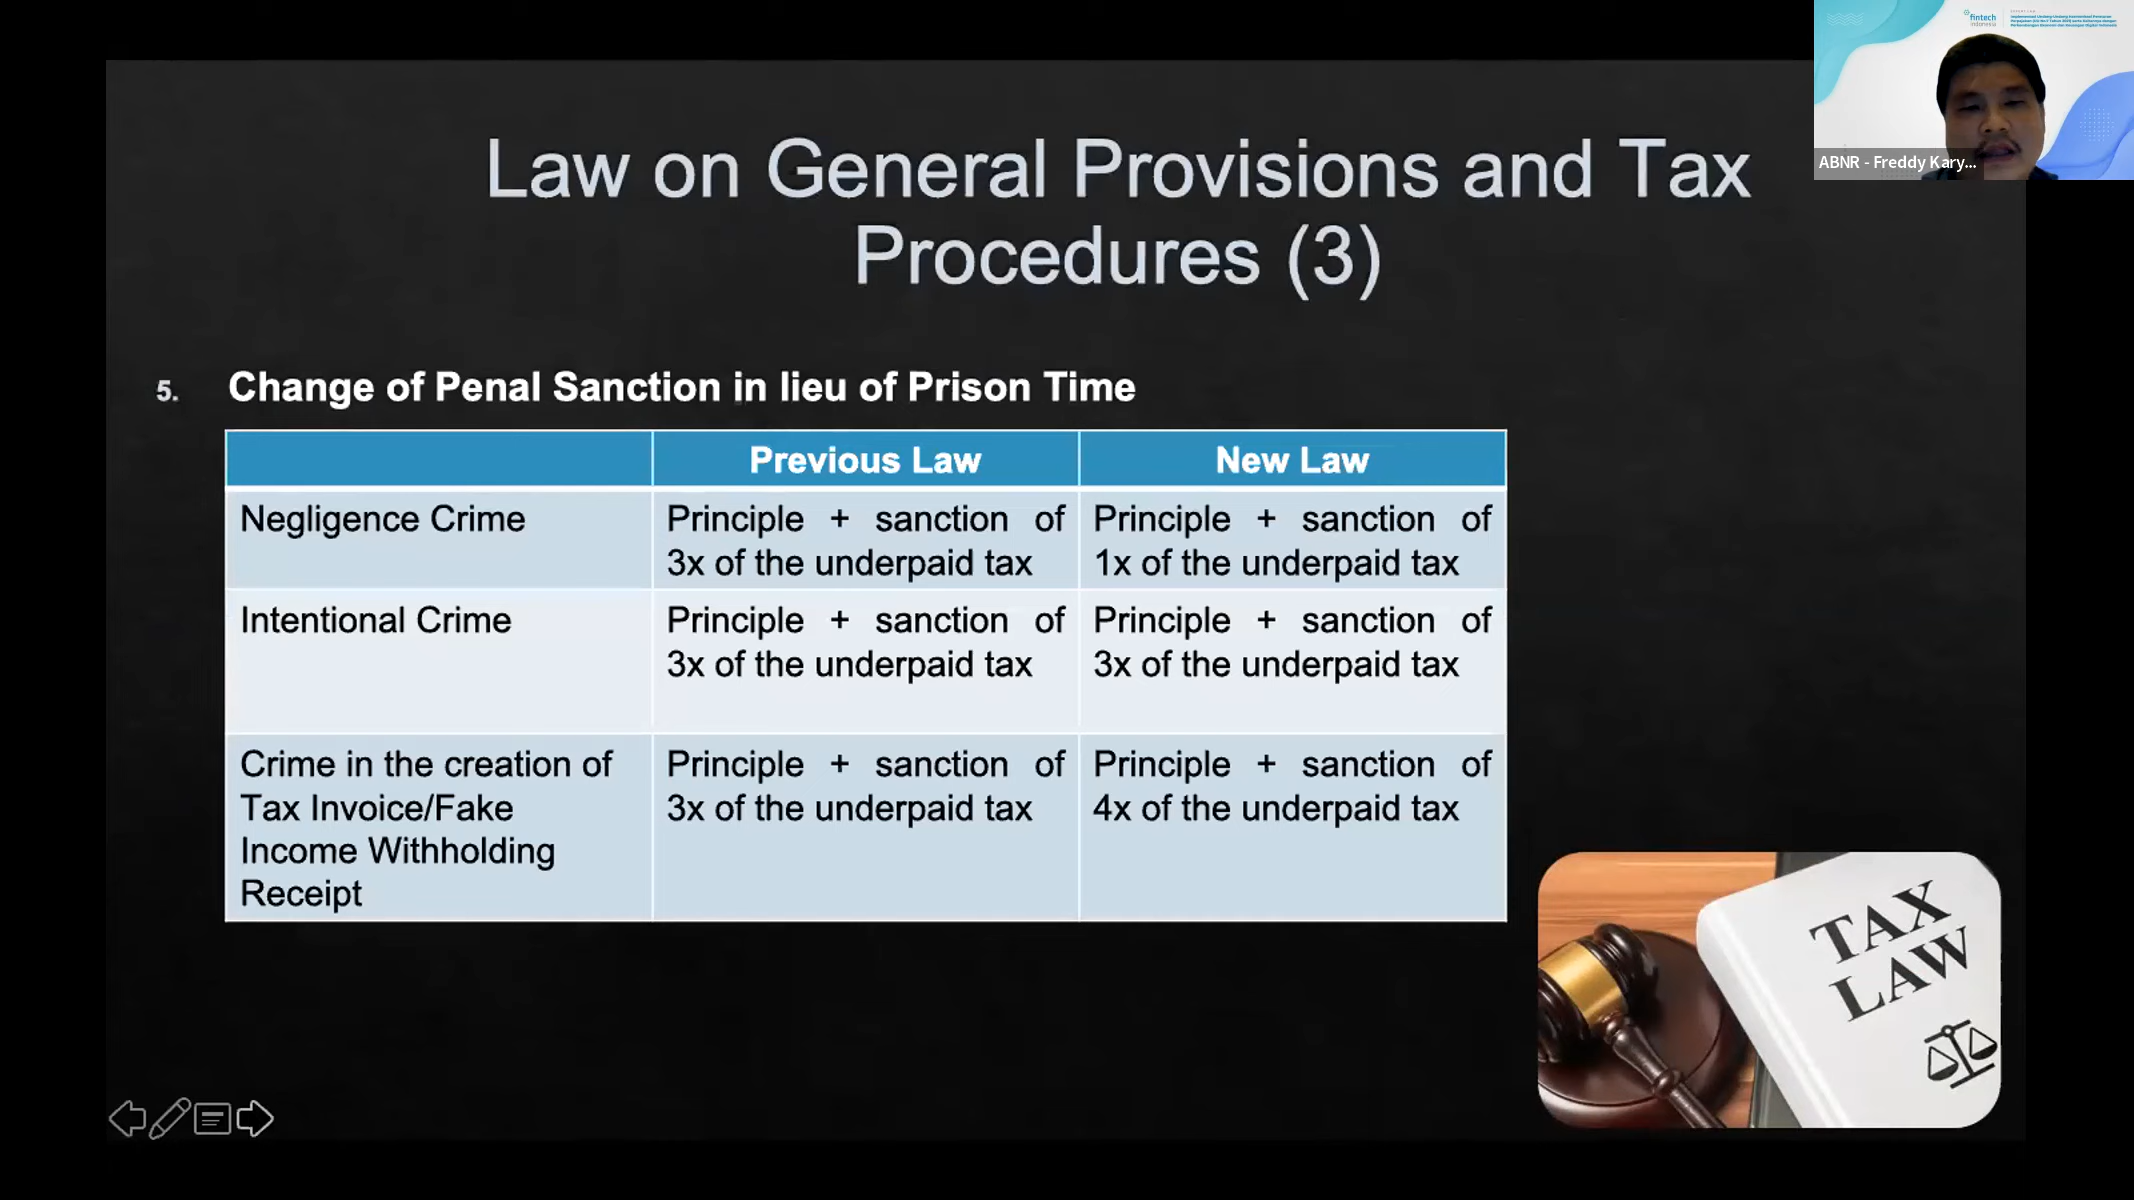 fintech
indonesia
ABNR - Freddy Kary...
Law on General Provisions and Tax
Procedures (3)
5. Change of Penal Sanction in lieu of Prison Time
Previous Law New Law
Negligence Crime
Principle + sanction of
3x of the underpaid tax
Principle + sanction of
1x of the underpaid tax
Intentional Crime
Principle + sanction of
3x of the underpaid tax
Principle + sanction of
3x of the underpaid tax
Crime in the creation of
Tax Invoice/Fake
Income Withholding
Receipt
Principle + sanction of
3x of the underpaid tax
Principle + sanction of
4x of the underpaid tax
TAX
LAW